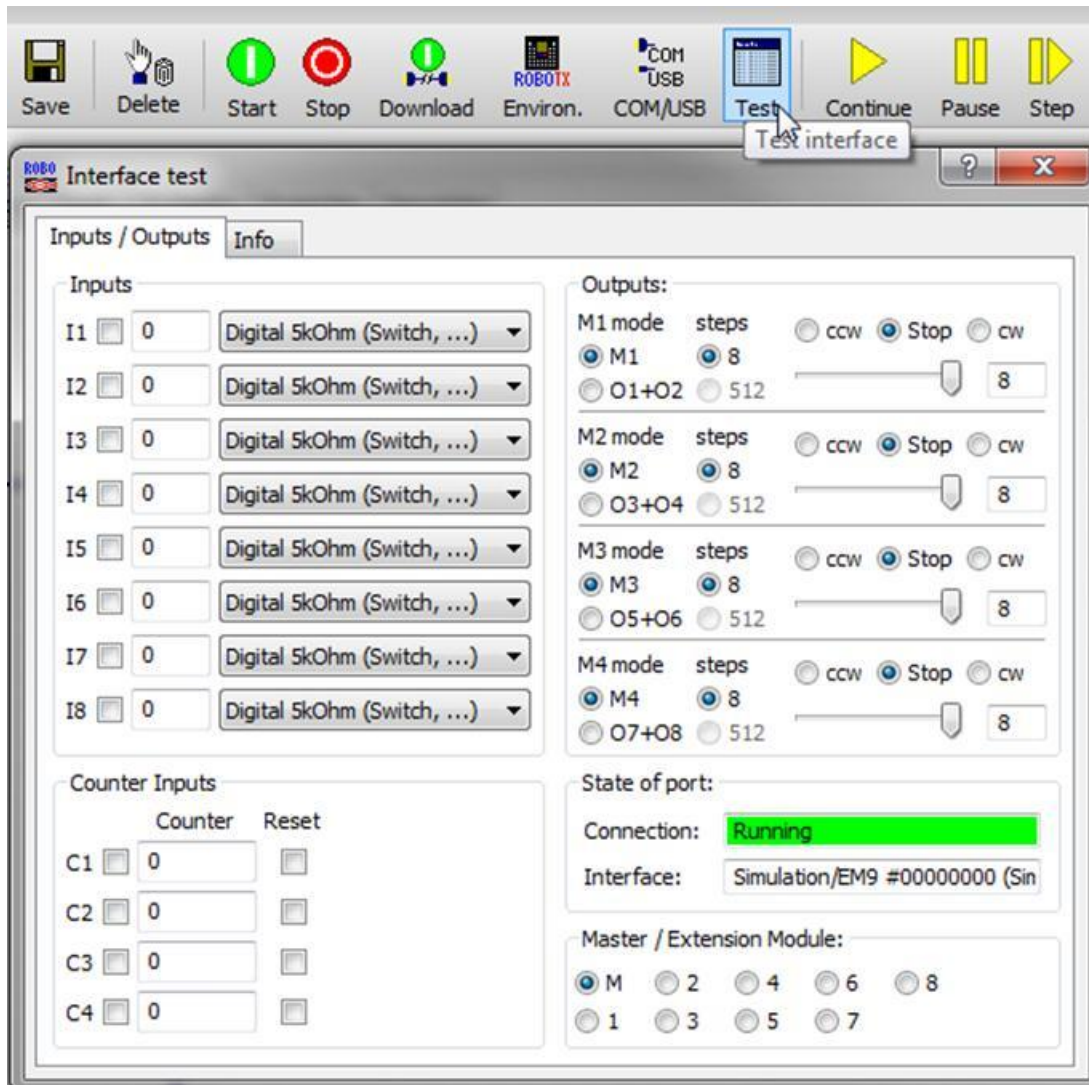 COM
ROBOTX USB
Save Delete Start Stop Download Environ. COM/USB Test Continue Pause Step
Test interface
ROBO Interface test ? X
Inputs / Outputs Info
Inputs
I1 0 Digital 5kOhm (Switch, ...)
I2 0 Digital 5kOhm (Switch, ...)
I3 0 Digital 5kOhm (Switch, ...)
I4 0 Digital 5kOhm (Switch, ...)
I5 0 Digital 5kOhm (Switch, ...)
I6 0 Digital 5kOhm (Switch, ...)
I7 0 Digital 5kOhm (Switch, ...)
I8 0 Digital 5kOhm (Switch, ...)
Outputs:
M1 mode steps ccw Stop cw
M1 8
O1+O2 512 8
M2 mode steps ccw Stop cw
M2 8
O3+O4 512 8
M3 mode steps ccw Stop cw
M3 8
O5+O6 512 8
M4 mode steps ccw Stop cw
M4 8
O7+O8 512 8
Counter Inputs
Counter Reset
C1 0
C2 0
C3 0
C4 0
State of port:
Connection: Running
Interface: Simulation/EM9 #00000000 (Sin
Master / Extension Module:
M 2 4 6 8
1 3 5 7